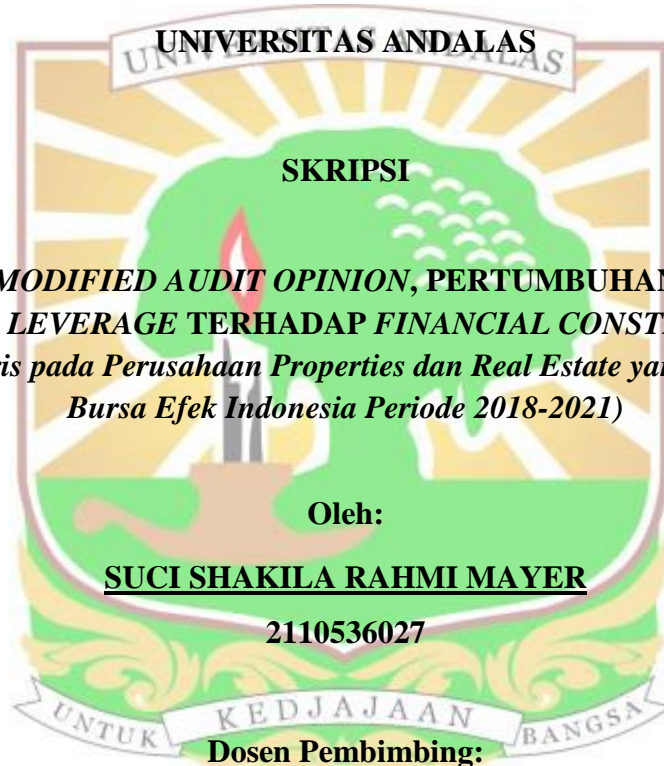 UNIVERSITAS ANDALAS
UNIVERSITAS ANDALAS
SKRIPSI
MODIFIED AUDIT OPINION, PERTUMBUHAN
LEVERAGE TERHADAP FINANCIAL CONST
ris pada Perusahaan Properties dan Real Estate yan
Bursa Efek Indonesia Periode 2018-2021)
Oleh:
SUCI SHAKILA RAHMI MAYER
2110536027
UNTUK KEDJAJAAN BANGSA
Dosen Pembimbing: